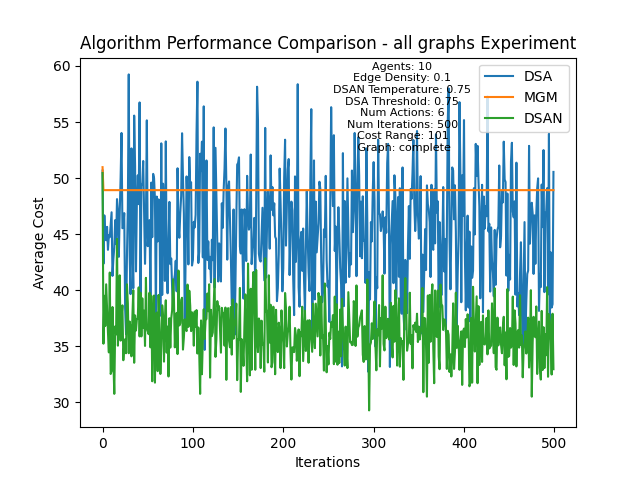 Algorithm Performance Comparison - all graphs Experiment
Agents: 10
Edge Density: 0.1
DSAN Temperature: 0.75
DSA Threshold: 0.75
Num Actions: 6
Num Iterations: 500
Cost Range: 101
Graph: complete
DSA
MGM
DSAN
Average Cost
60
55
50
45
40
35
30
0
100
200
300
400
500
Iterations